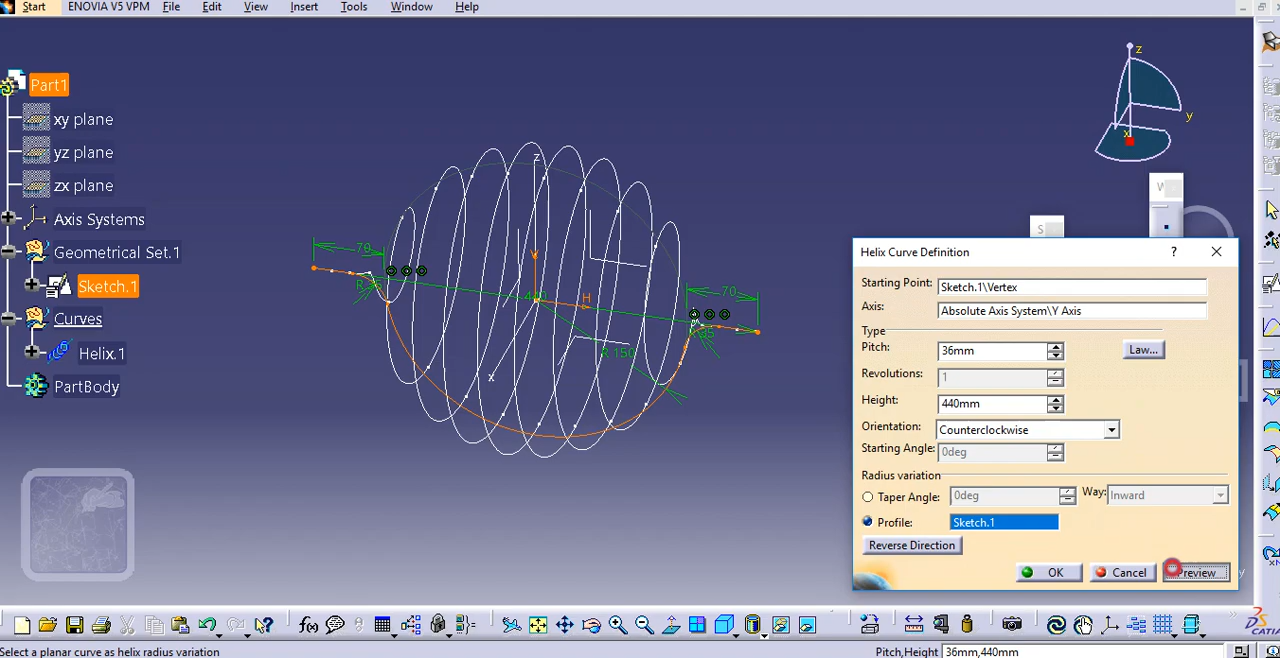 Start ENOVIA V5 VPM File Edit View Insert Tools Window Help
Part1
xy plane
yz plane
zx plane
Axis Systems
Geometrical Set.1
Sketch.1
Curves
Helix.1
PartBody
z
y
x
z
70
440
H
70
R 150
x
W
S
Helix Curve Definition ?
Starting Point: Sketch.1\Vertex
Axis: Absolute Axis System\Y Axis
Type
Pitch: 36mm Law...
Revolutions: 1
Height: 440mm
Orientation: Counterclockwise
Starting Angle: 0deg
Radius variation
Taper Angle: 0deg Way: Inward
Profile: Sketch.1
Reverse Direction
OK Cancel Preview
y
f(x)
Select a planar curve as helix radius variation Pitch,Height 36mm,440mm